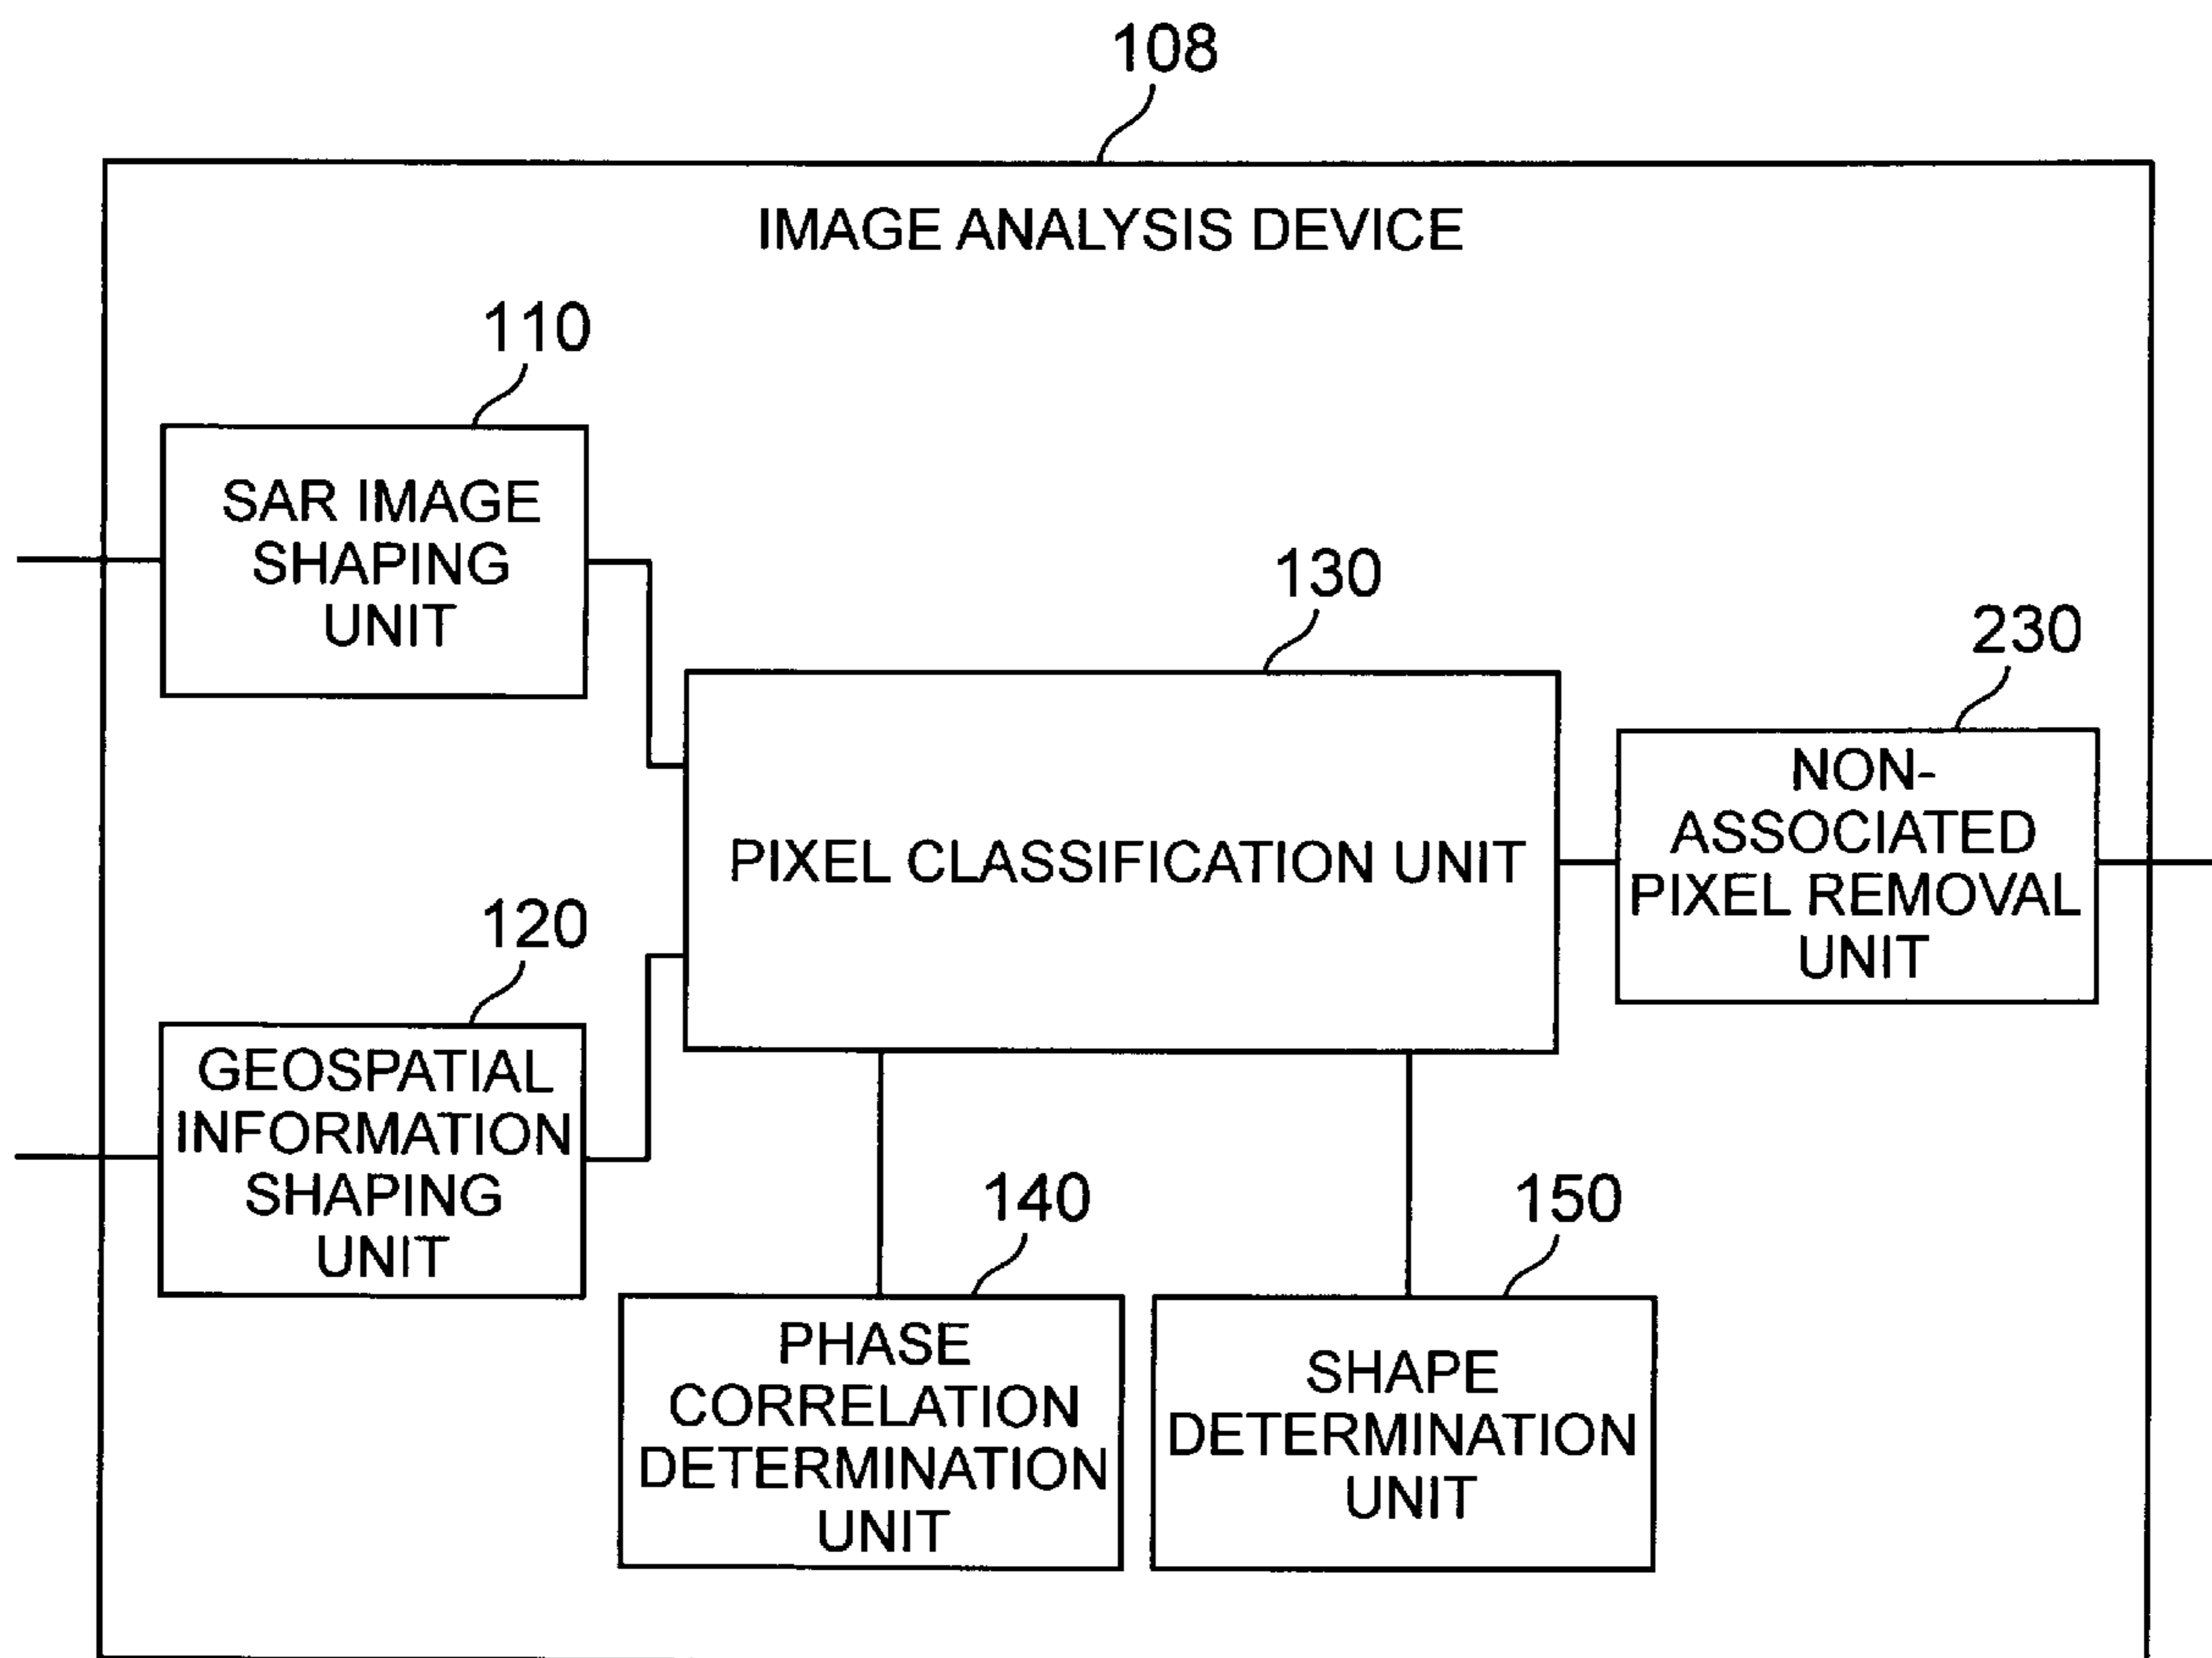 108
IMAGE ANALYSIS DEVICE
110
SAR IMAGE
SHAPING
UNIT
130
230
PIXEL CLASSIFICATION UNIT
NON-
ASSOCIATED
PIXEL REMOVAL
UNIT
120
GEOSPATIAL
INFORMATION
SHAPING
UNIT
140
PHASE
CORRELATION
DETERMINATION
UNIT
150
SHAPE
DETERMINATION
UNIT